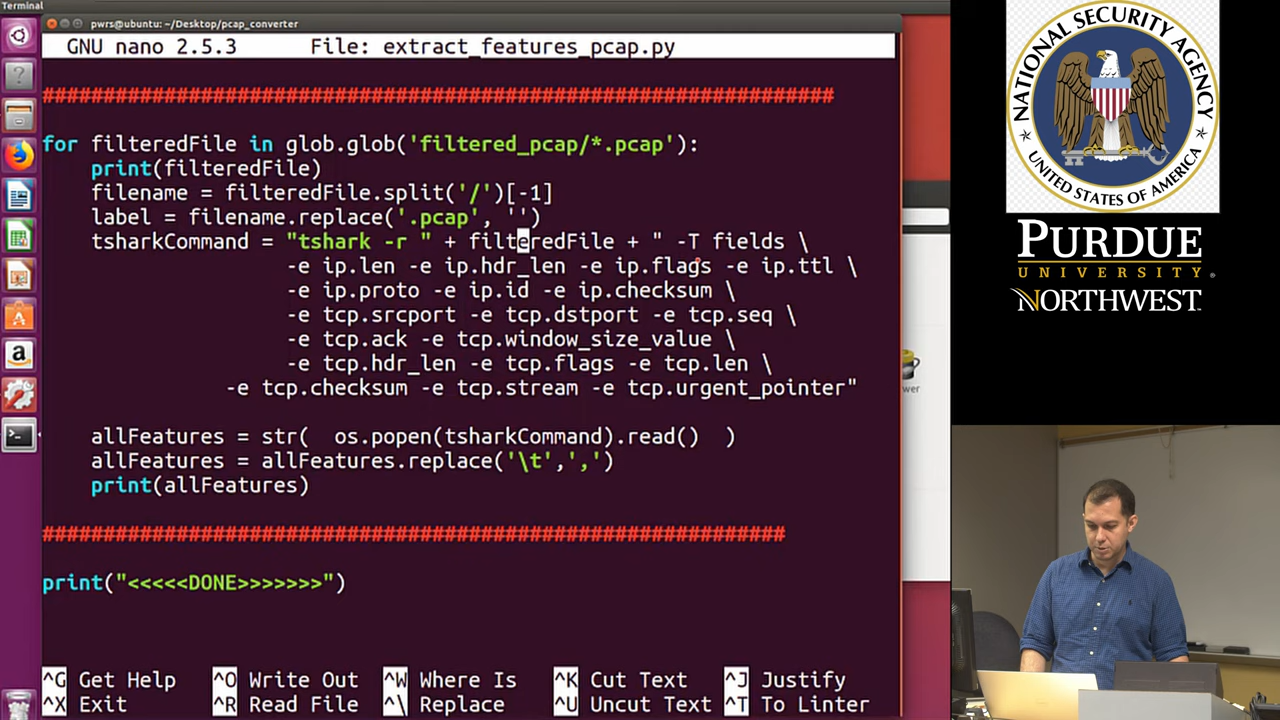 Terminal
pwrs@ubuntu: ~/Desktop/pcap_converter
GNU nano 2.5.3 File: extract_features_pcap.py
#################################################################
for filteredFile in glob.glob('filtered_pcap/*.pcap'):
print(filteredFile)
filename = filteredFile.split('/')[-1]
label = filename.replace('.pcap', '')
tsharkCommand = "tshark -r " + filteredFile + " -T fields \
-e ip.len -e ip.hdr_len -e ip.flags -e ip.ttl \
-e ip.proto -e ip.id -e ip.checksum \
-e tcp.srcport -e tcp.dstport -e tcp.seq \
-e tcp.ack -e tcp.window_size_value \
-e tcp.hdr_len -e tcp.flags -e tcp.len \
-e tcp.checksum -e tcp.stream -e tcp.urgent_pointer"
allFeatures = str( os.popen(tsharkCommand).read() )
allFeatures = allFeatures.replace('\t',',')
print(allFeatures)
#############################################################
print("<<<<<DONE>>>>>>>")
^G Get Help ^O Write Out ^W Where Is ^K Cut Text ^J Justify
^X Exit ^R Read File ^\ Replace ^U Uncut Text ^T To Linter
NATIONAL SECURITY AGENCY
UNITED STATES OF AMERICA
PURDUE
UNIVERSITY
NORTHWEST